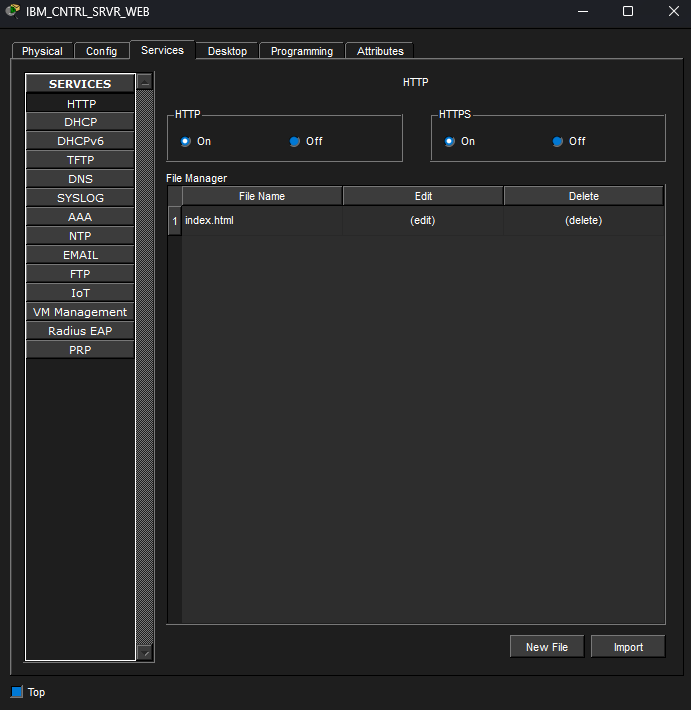 IBM_CNTRL_SRVR_WEB
Physical Config Services Desktop Programming Attributes
SERVICES
HTTP
DHCP
DHCPv6
TFTP
DNS
SYSLOG
AAA
NTP
EMAIL
FTP
IoT
VM Management
Radius EAP
PRP
HTTP
HTTP
On Off
HTTPS
On Off
File Manager
File Name Edit Delete
1 index.html (edit) (delete)
New File Import
Top